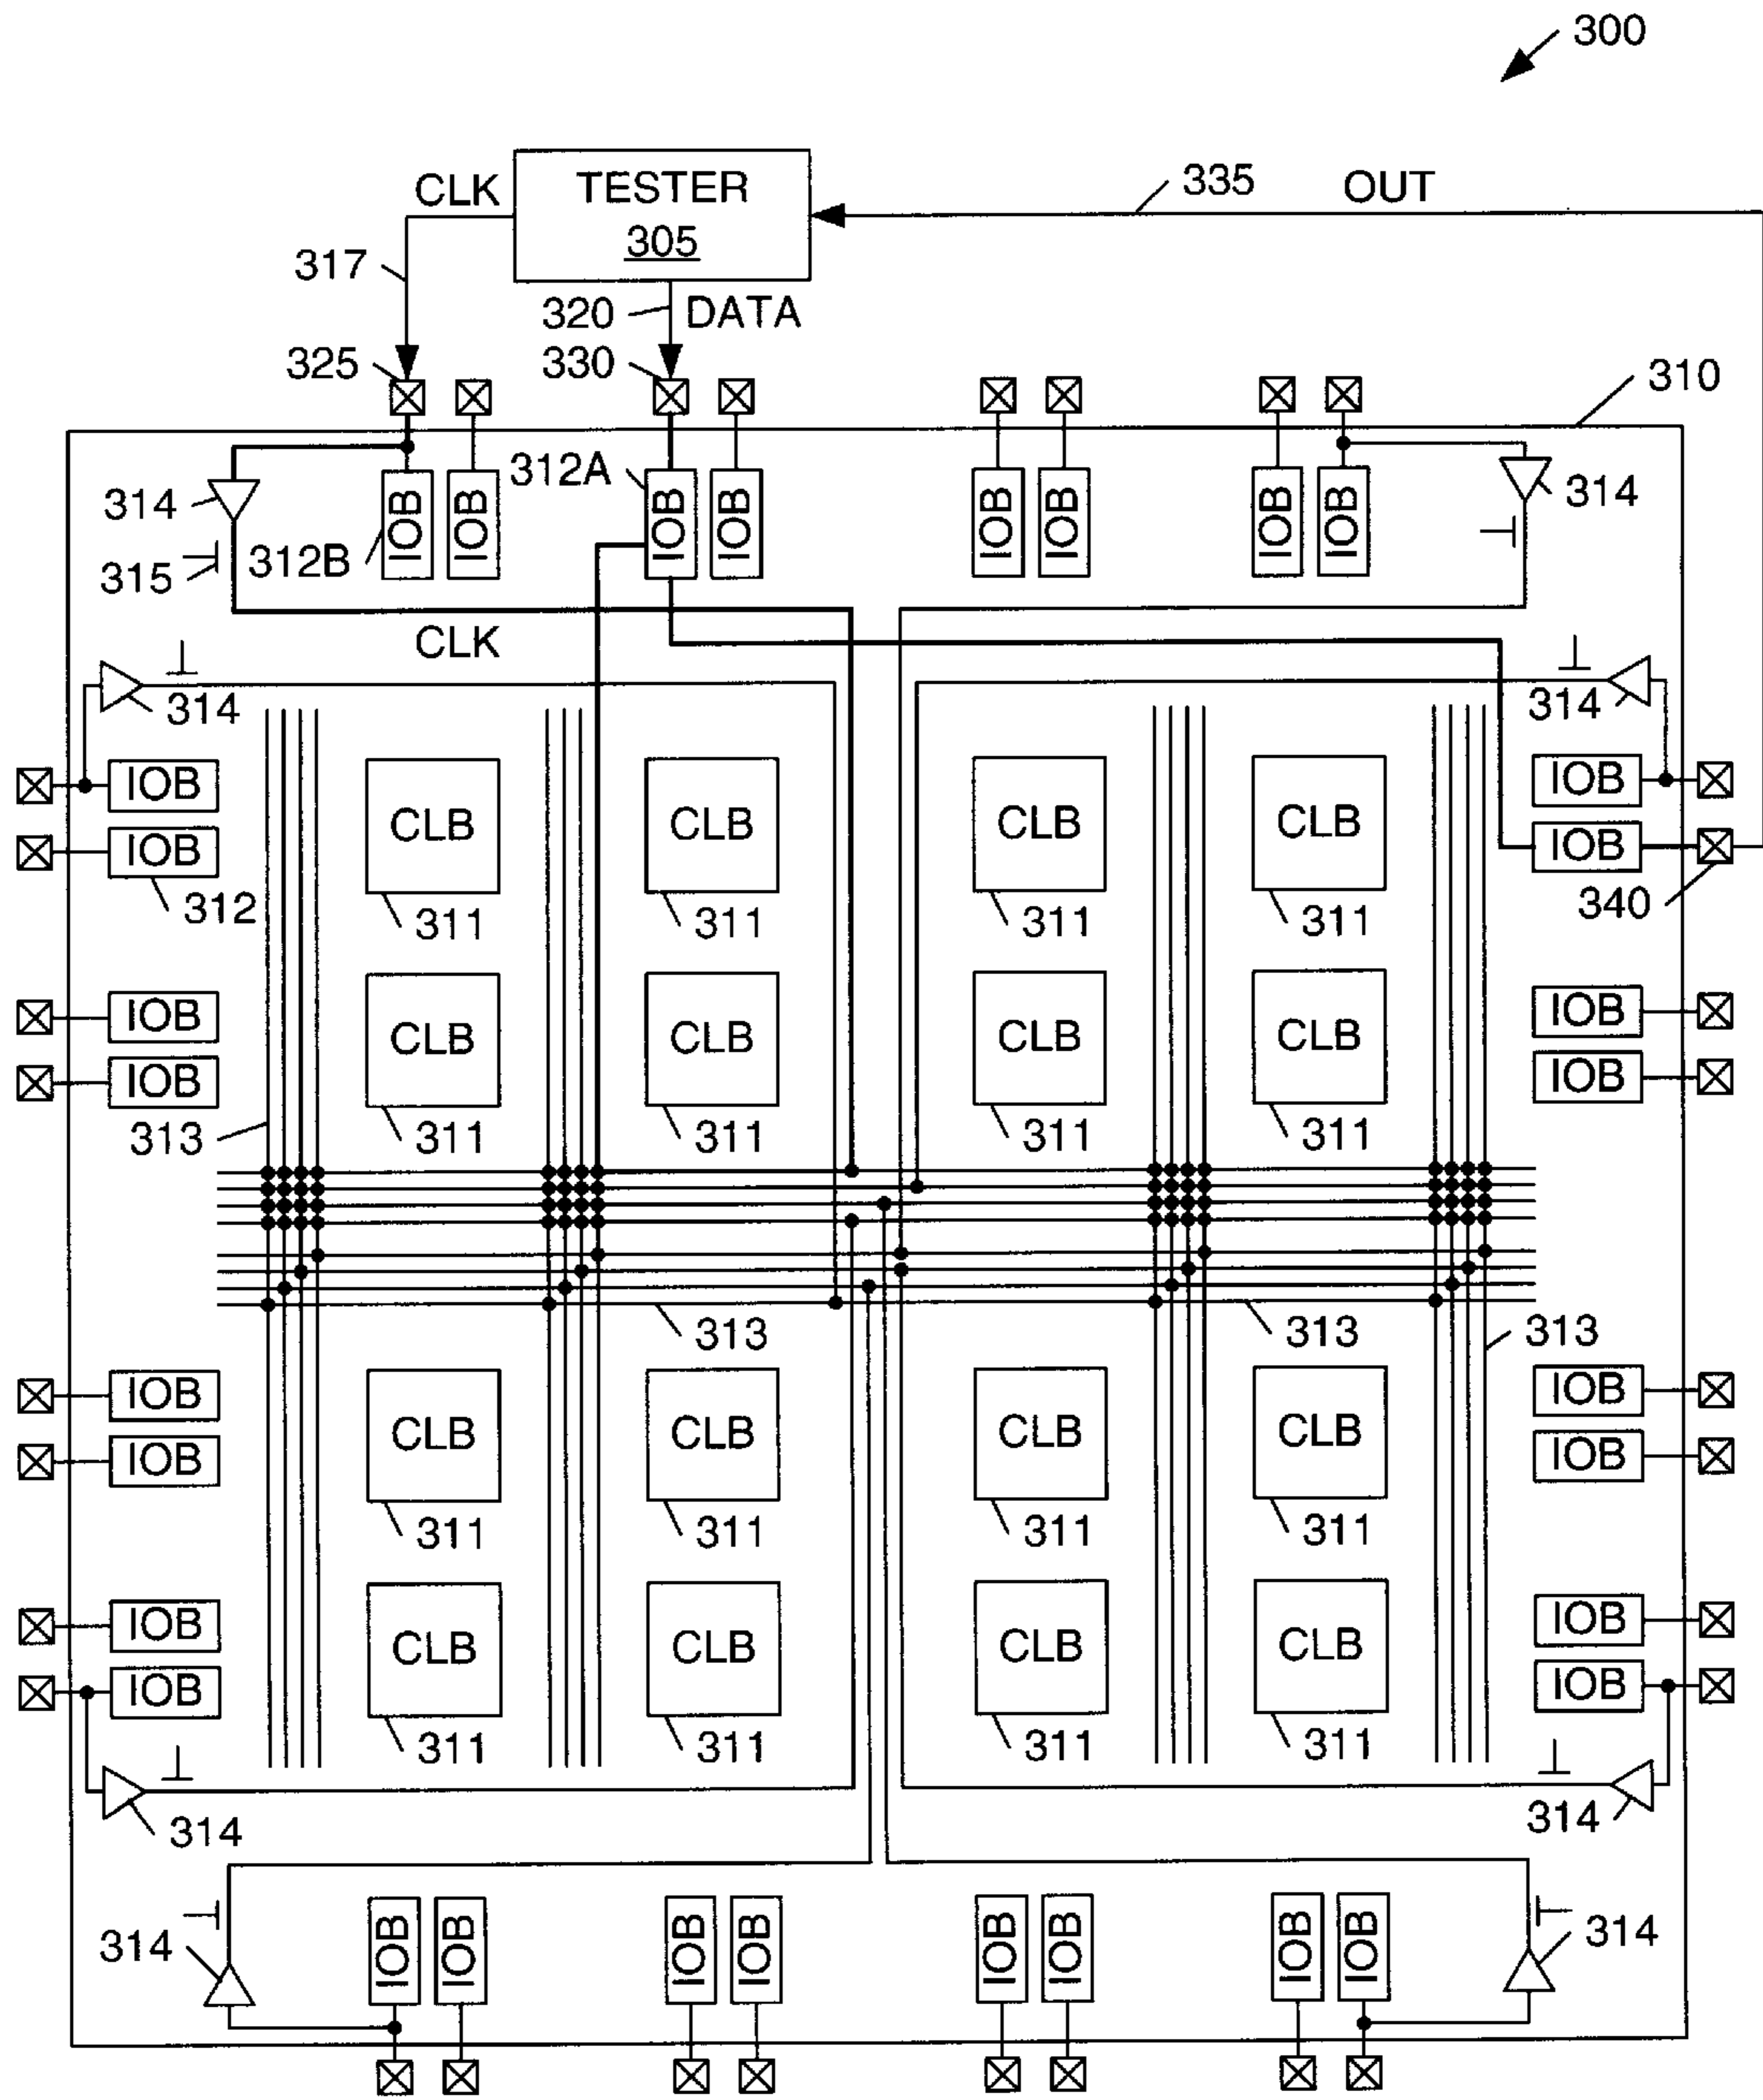 300
CLK
TESTER
305
335
OUT
317
320
DATA
325
330
310
312A
314
IOB
IOB
IOB
IOB
IOB
IOB
IOB
IOB
314
315
312B
CLK
314
314
IOB
CLB
CLB
CLB
CLB
IOB
IOB
IOB
312
311
311
311
311
340
IOB
CLB
CLB
CLB
CLB
IOB
IOB
IOB
313
311
311
311
311
313
313
313
IOB
CLB
CLB
CLB
CLB
IOB
IOB
IOB
311
311
311
311
IOB
CLB
CLB
CLB
CLB
IOB
IOB
IOB
311
311
311
311
314
314
314
IOB
IOB
IOB
IOB
IOB
IOB
IOB
IOB
314